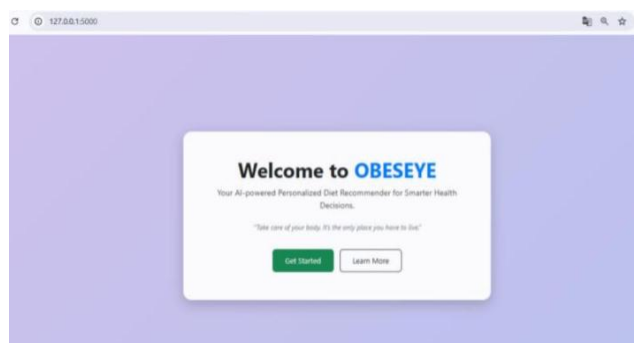 127.0.0.1:5000
Welcome to OBESEYE
Your AI-powered Personalized Diet Recommender for Smarter Health
Decisions.
"Take care of your body. It's the only place you have to live."
Get Started
Learn More